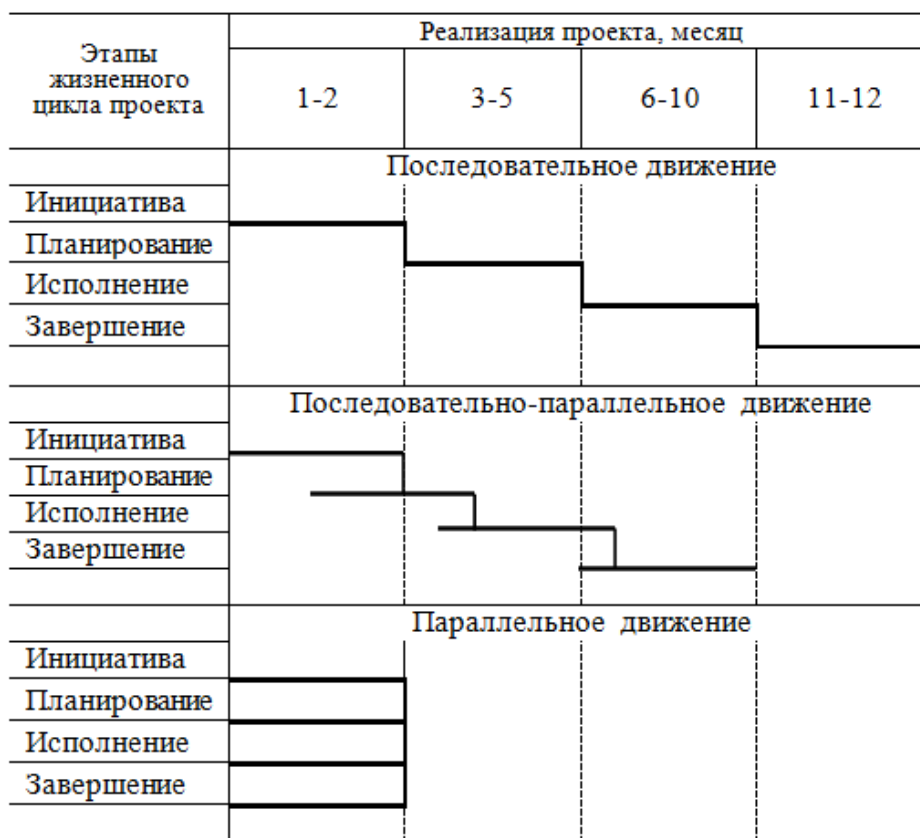 Этапы
жизненного
цикла проекта
Реализация проекта, месяц
1-2 3-5 6-10 11-12
Последовательное движение
Инициатива
Планирование
Исполнение
Завершение
Последовательно-параллельное движение
Инициатива
Планирование
Исполнение
Завершение
Параллельное движение
Инициатива
Планирование
Исполнение
Завершение